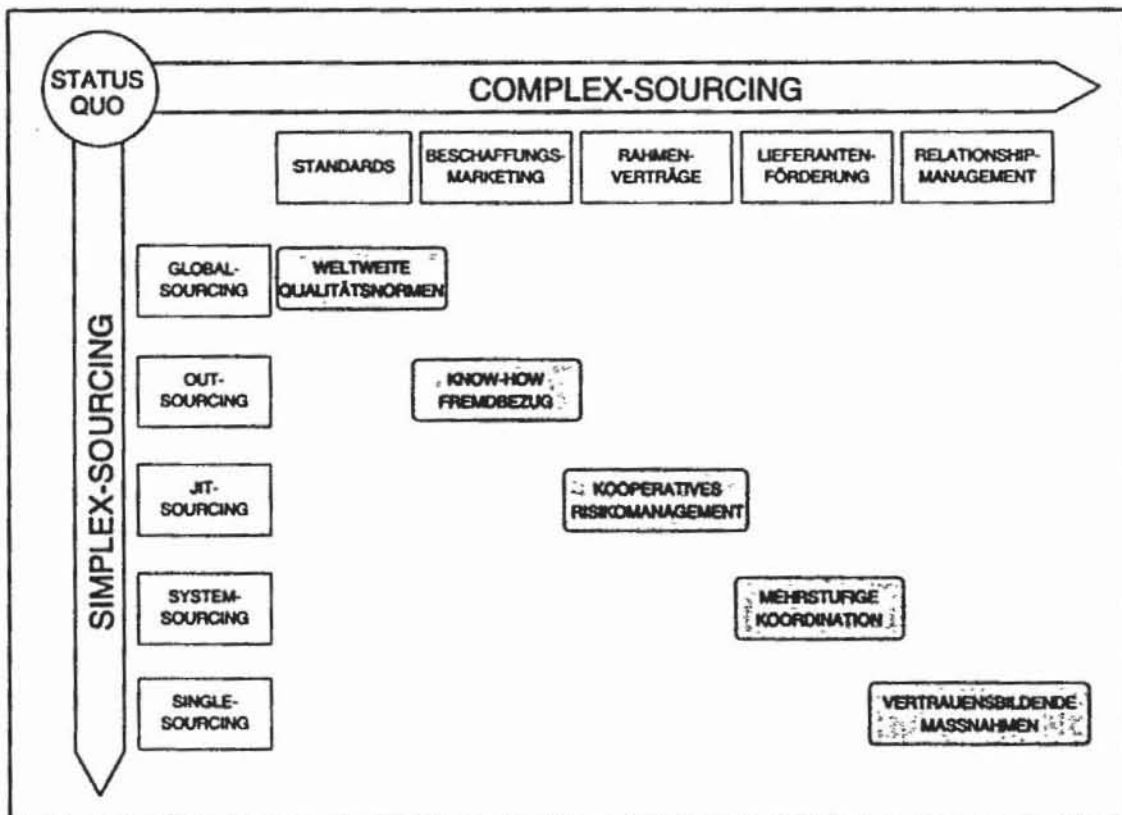 STATUS
QUO
COMPLEX-SOURCING
STANDARDS
BESCHAFFUNGS-
MARKETING
RAHMEN-
VERTRÄGE
LIEFERANTEN-
FÖRDERUNG
RELATIONSHIP-
MANAGEMENT
SIMPLEX-SOURCING
GLOBAL-
SOURCING
WELTWEITE
QUALITÄTSNORMEN
OUT-
SOURCING
KNOW-HOW
FREMDBEZUG
JIT-
SOURCING
KOOPERATIVES
RISIKOMANAGEMENT
SYSTEM-
SOURCING
MEHRSTUFIGE
KOORDINATION
SINGLE-
SOURCING
VERTRAUENSBILDENDE
MASSNAHMEN